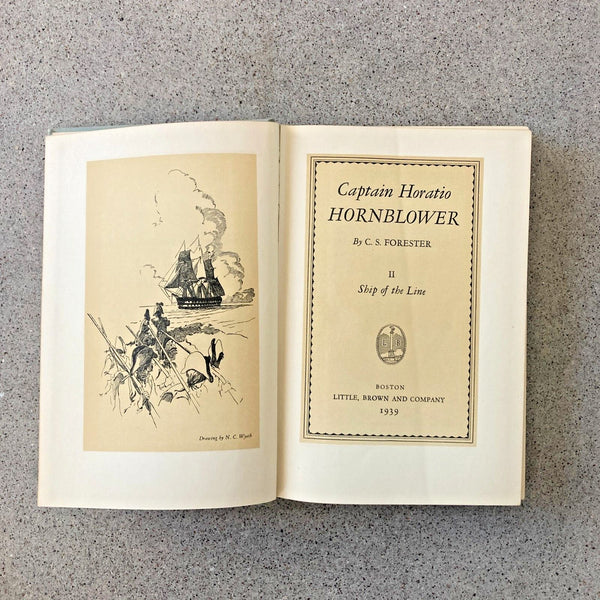 Drawing by N. C. Wyeth
Captain Horatio
HORNBLOWER
By C. S. FORESTER
II
Ship of the Line
BOSTON
LITTLE, BROWN AND COMPANY
1939